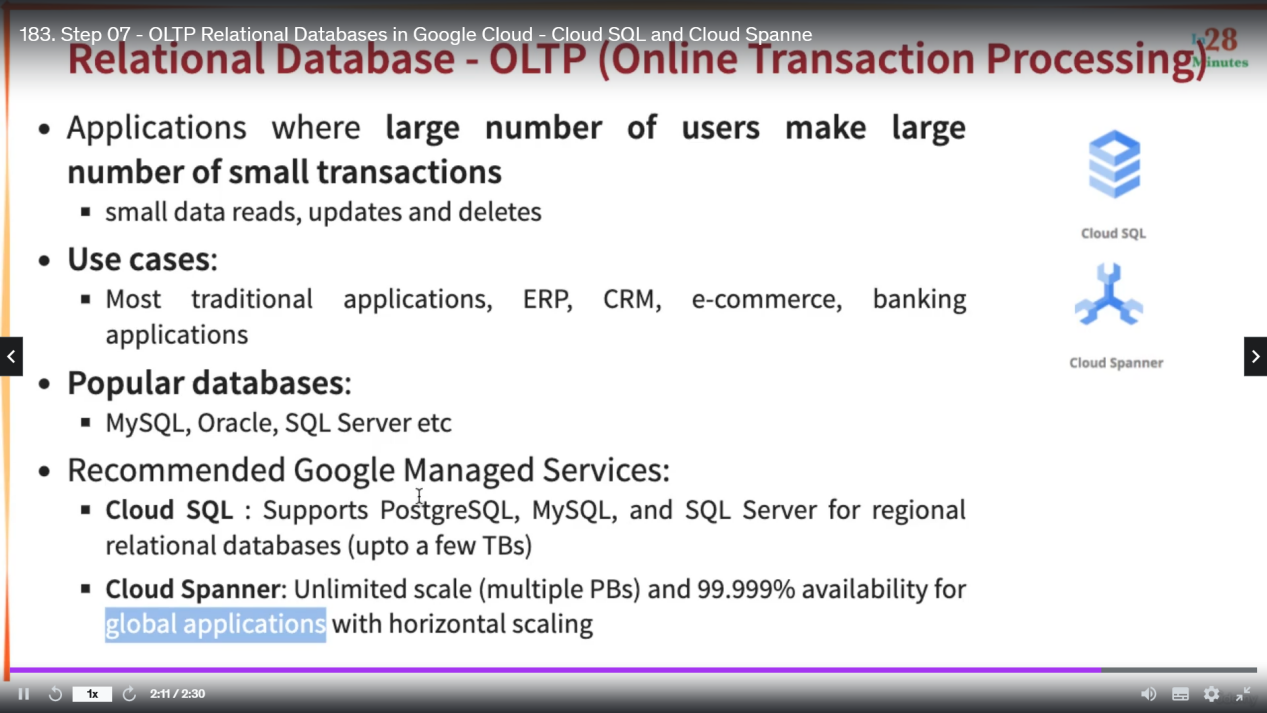 183. Step 07 - OLTP Relational Databases in Google Cloud - Cloud SQL and Cloud Spanne
In 28
Minutes
Relational Database - OLTP (Online Transaction Processing)
• Applications where large number of users make large
number of small transactions
▪ small data reads, updates and deletes
• Use cases:
▪ Most traditional applications, ERP, CRM, e-commerce, banking
applications
• Popular databases:
▪ MySQL, Oracle, SQL Server etc
• Recommended Google Managed Services:
▪ Cloud SQL : Supports PostgreSQL, MySQL, and SQL Server for regional
relational databases (upto a few TBs)
▪ Cloud Spanner: Unlimited scale (multiple PBs) and 99.999% availability for
global applications with horizontal scaling
Cloud SQL
Cloud Spanner
1x
2:11 / 2:30